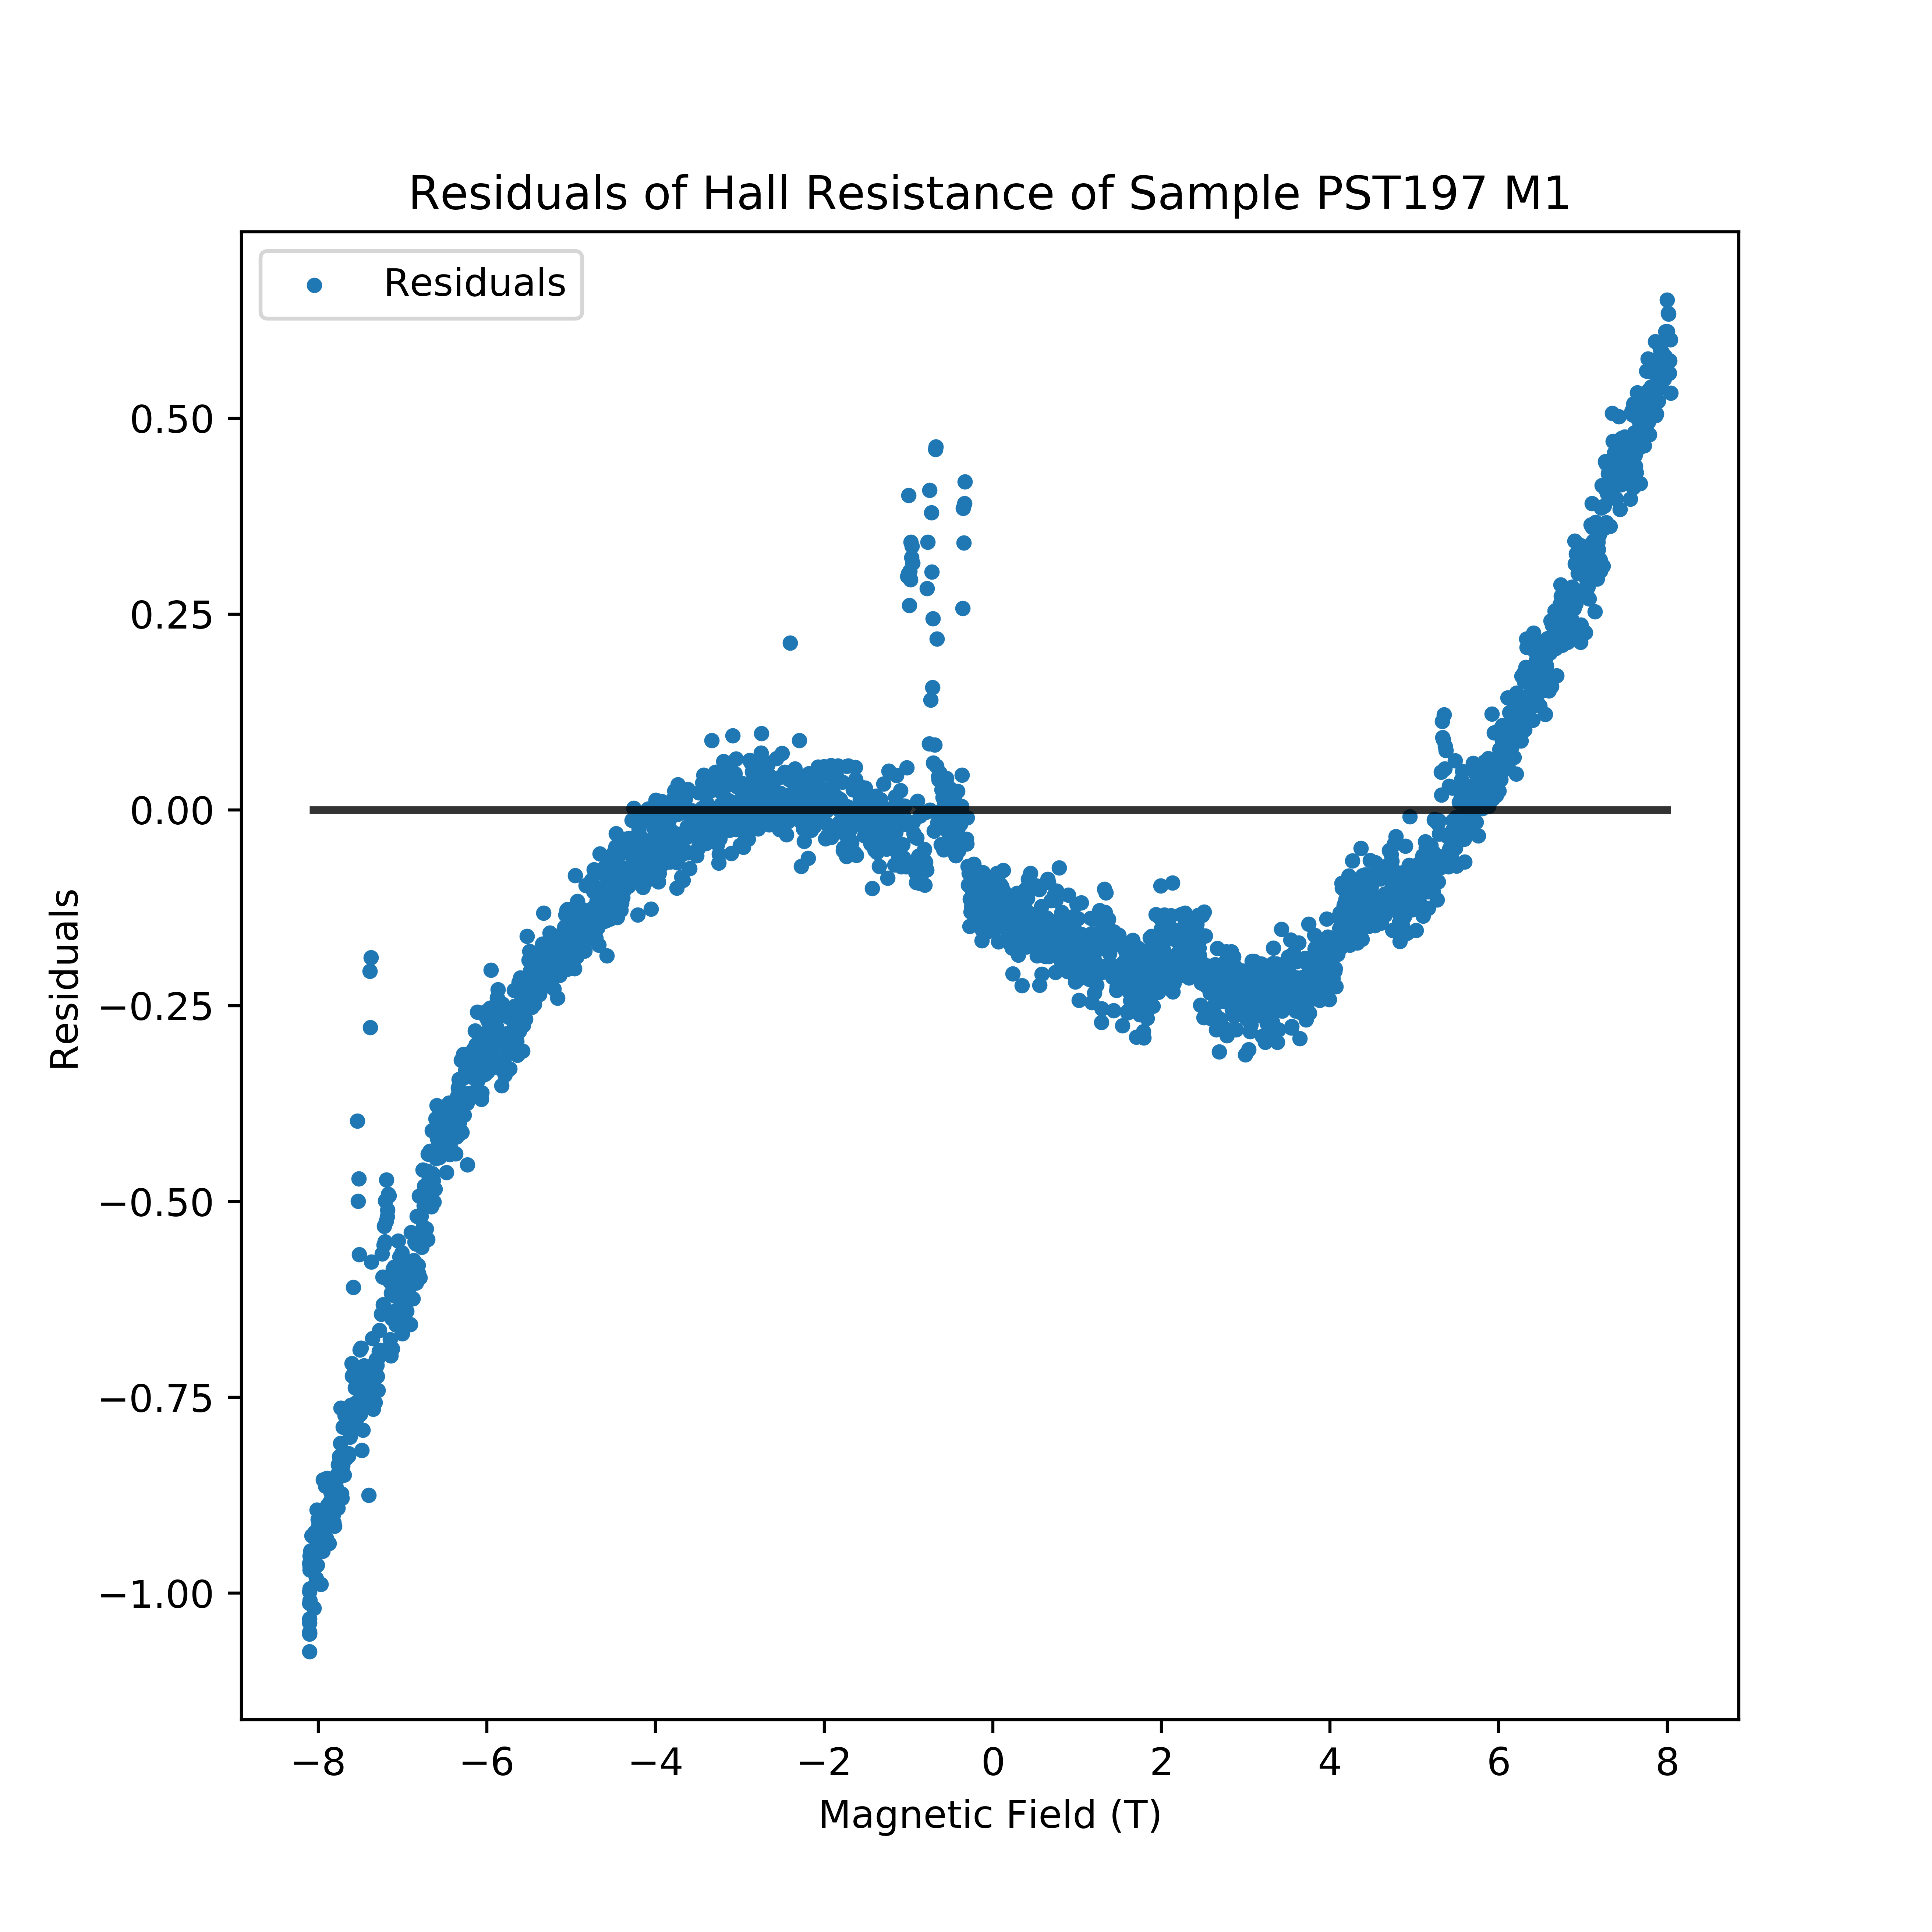 Residuals of Hall Resistance of Sample PST197 M1
Residuals
0.50
0.25
0.00
−0.25
−0.50
−0.75
−1.00
Residuals
−8 −6 −4 −2 0 2 4 6 8
Magnetic Field (T)